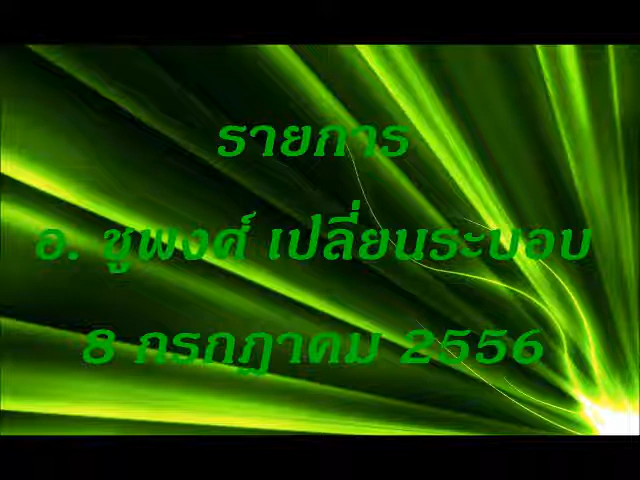 รายการ
อ. ชูพงศ์ เปลี่ยนระบอบ
8 กรกฎาคม 2556